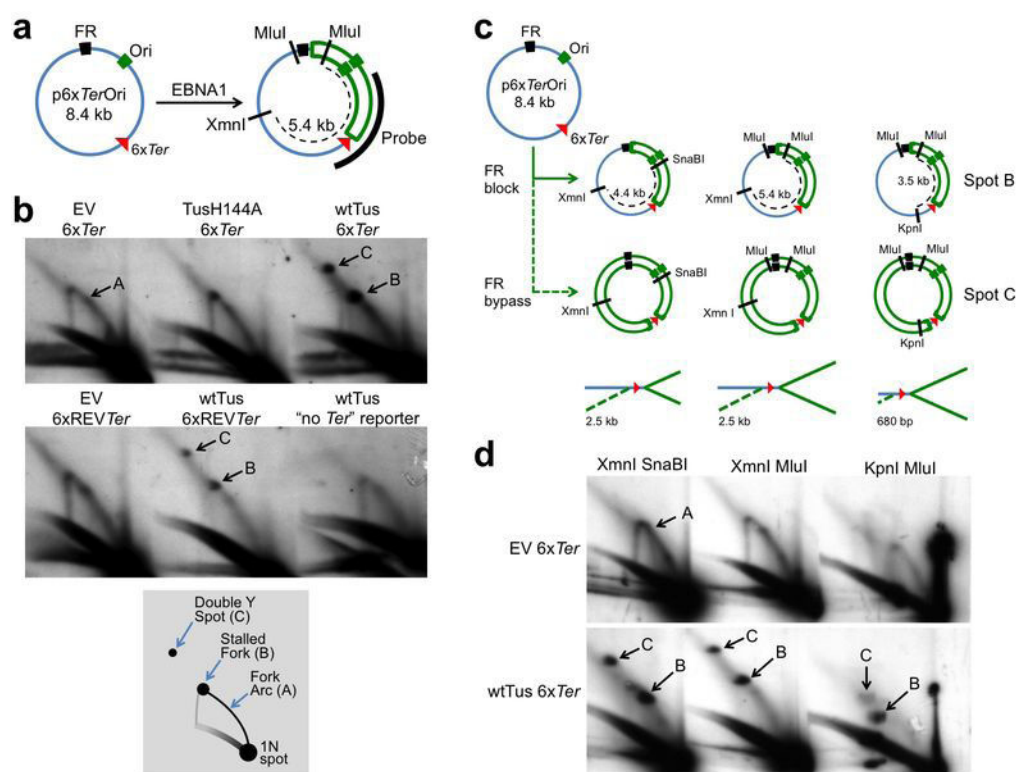 a
FR
Ori
p6xTerOri
8.4 kb
6xTer
EBNA1
MluI
MluI
XmnI
5.4 kb
Probe
b
EV
6xTer
TusH144A
6xTer
wtTus
6xTer
A
C
B
EV
6xREVTer
wtTus
6xREVTer
wtTus
"no Ter" reporter
C
B
Double Y
Spot (C)
Stalled
Fork (B)
Fork
Arc (A)
1N
spot
c
FR
p6xTerOri
8.4 kb
6xTer
FR
block
SnaBI
4.4 kb
XmnI
MluI
MluI
5.4 kb
XmnI
MluI
MluI
3.5 kb
KpnI
Spot B
FR
bypass
SnaBI
XmnI
MluI
MluI
Xmn I
MluI
MluI
KpnI
Spot C
2.5 kb
2.5 kb
680 bp
d
XmnI SnaBI
XmnI MluI
KpnI MluI
EV 6xTer
A
wtTus 6xTer
C
B
C
B
C
B